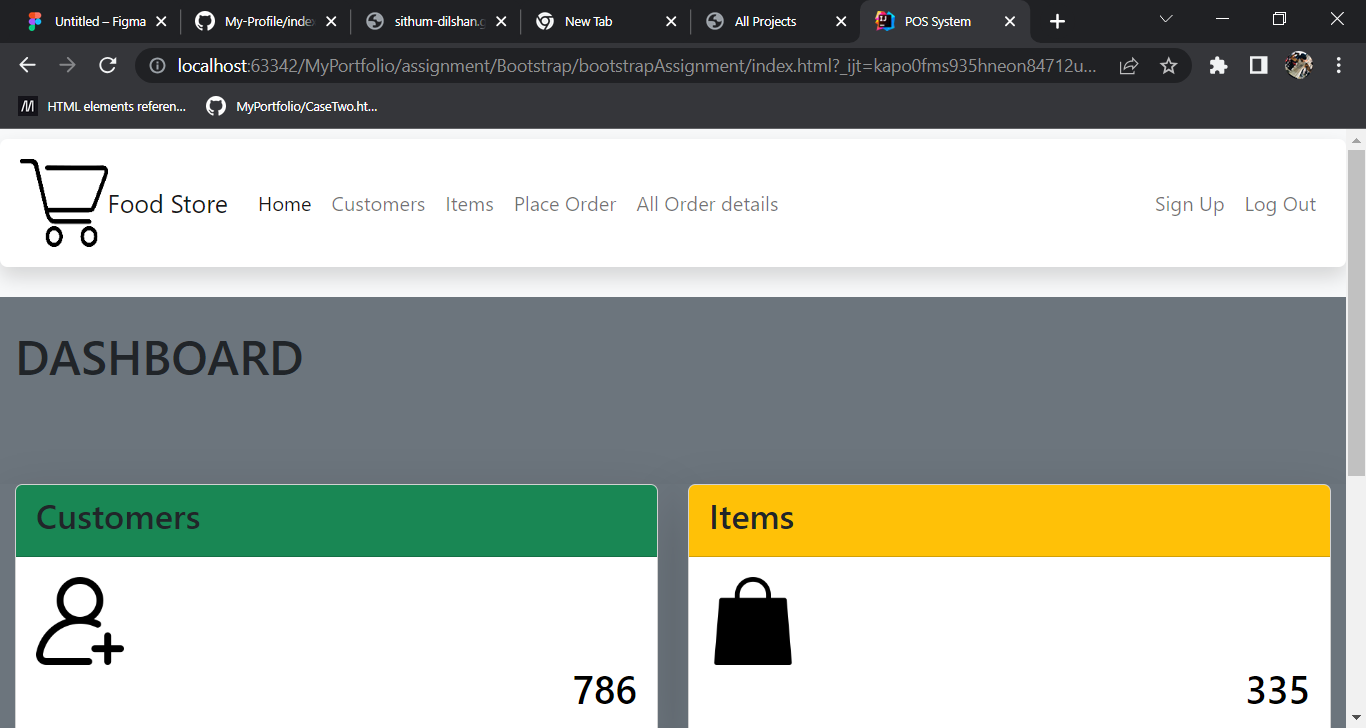 Untitled – Figma
My-Profile/inde
sithum-dilshan.g
New Tab
All Projects
POS System
localhost:63342/MyPortfolio/assignment/Bootstrap/bootstrapAssignment/index.html?_ijt=kapo0fms935hneon84712u...
HTML elements referen...
MyPortfolio/CaseTwo.ht...
Food Store
Home
Customers
Items
Place Order
All Order details
Sign Up
Log Out
DASHBOARD
Customers
Items
786
335